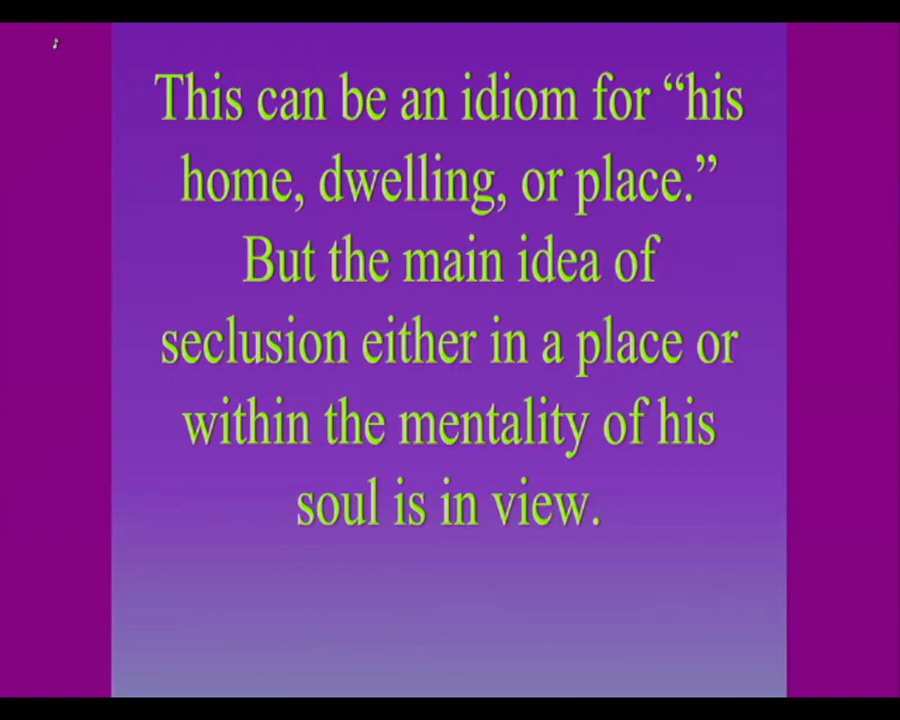 This can be an idiom for “his
home, dwelling, or place.”
But the main idea of
seclusion either in a place or
within the mentality of his
soul is in view.